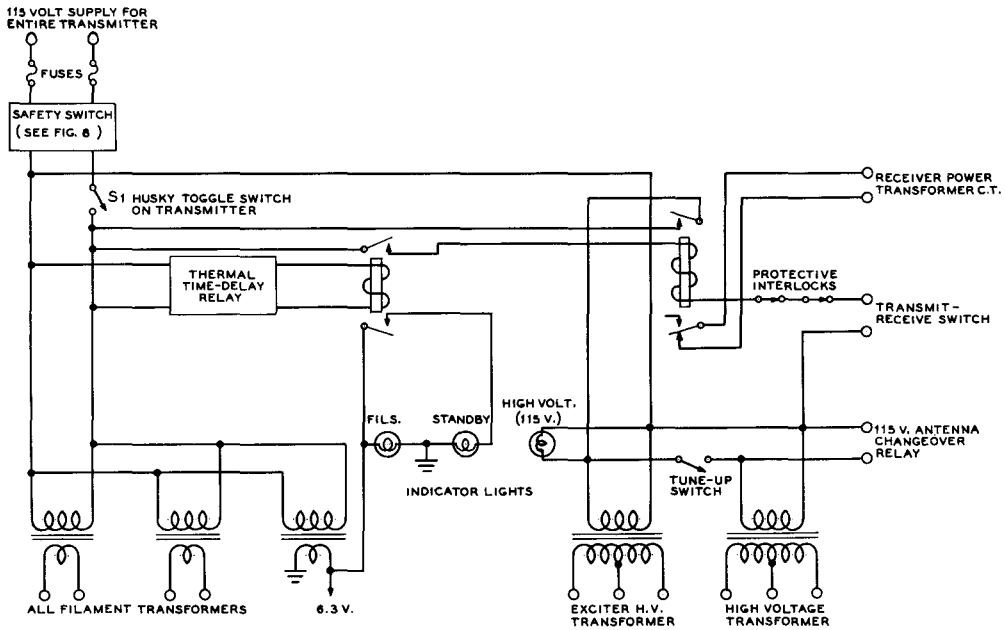 115 VOLT SUPPLY FOR
ENTIRE TRANSMITTER
FUSES
SAFETY SWITCH
(SEE FIG. 8)
S1 HUSKY TOGGLE SWITCH
ON TRANSMITTER
THERMAL
TIME-DELAY
RELAY
RECEIVER POWER
TRANSFORMER C.T.
PROTECTIVE
INTERLOCKS
TRANSMIT-
RECEIVE SWITCH
FILS.
STANDBY
HIGH VOLT.
(115 V.)
115 V. ANTENNA
CHANGEOVER
RELAY
TUNE-UP
SWITCH
INDICATOR LIGHTS
ALL FILAMENT TRANSFORMERS
6.3 V.
EXCITER H.V.
TRANSFORMER
HIGH VOLTAGE
TRANSFORMER